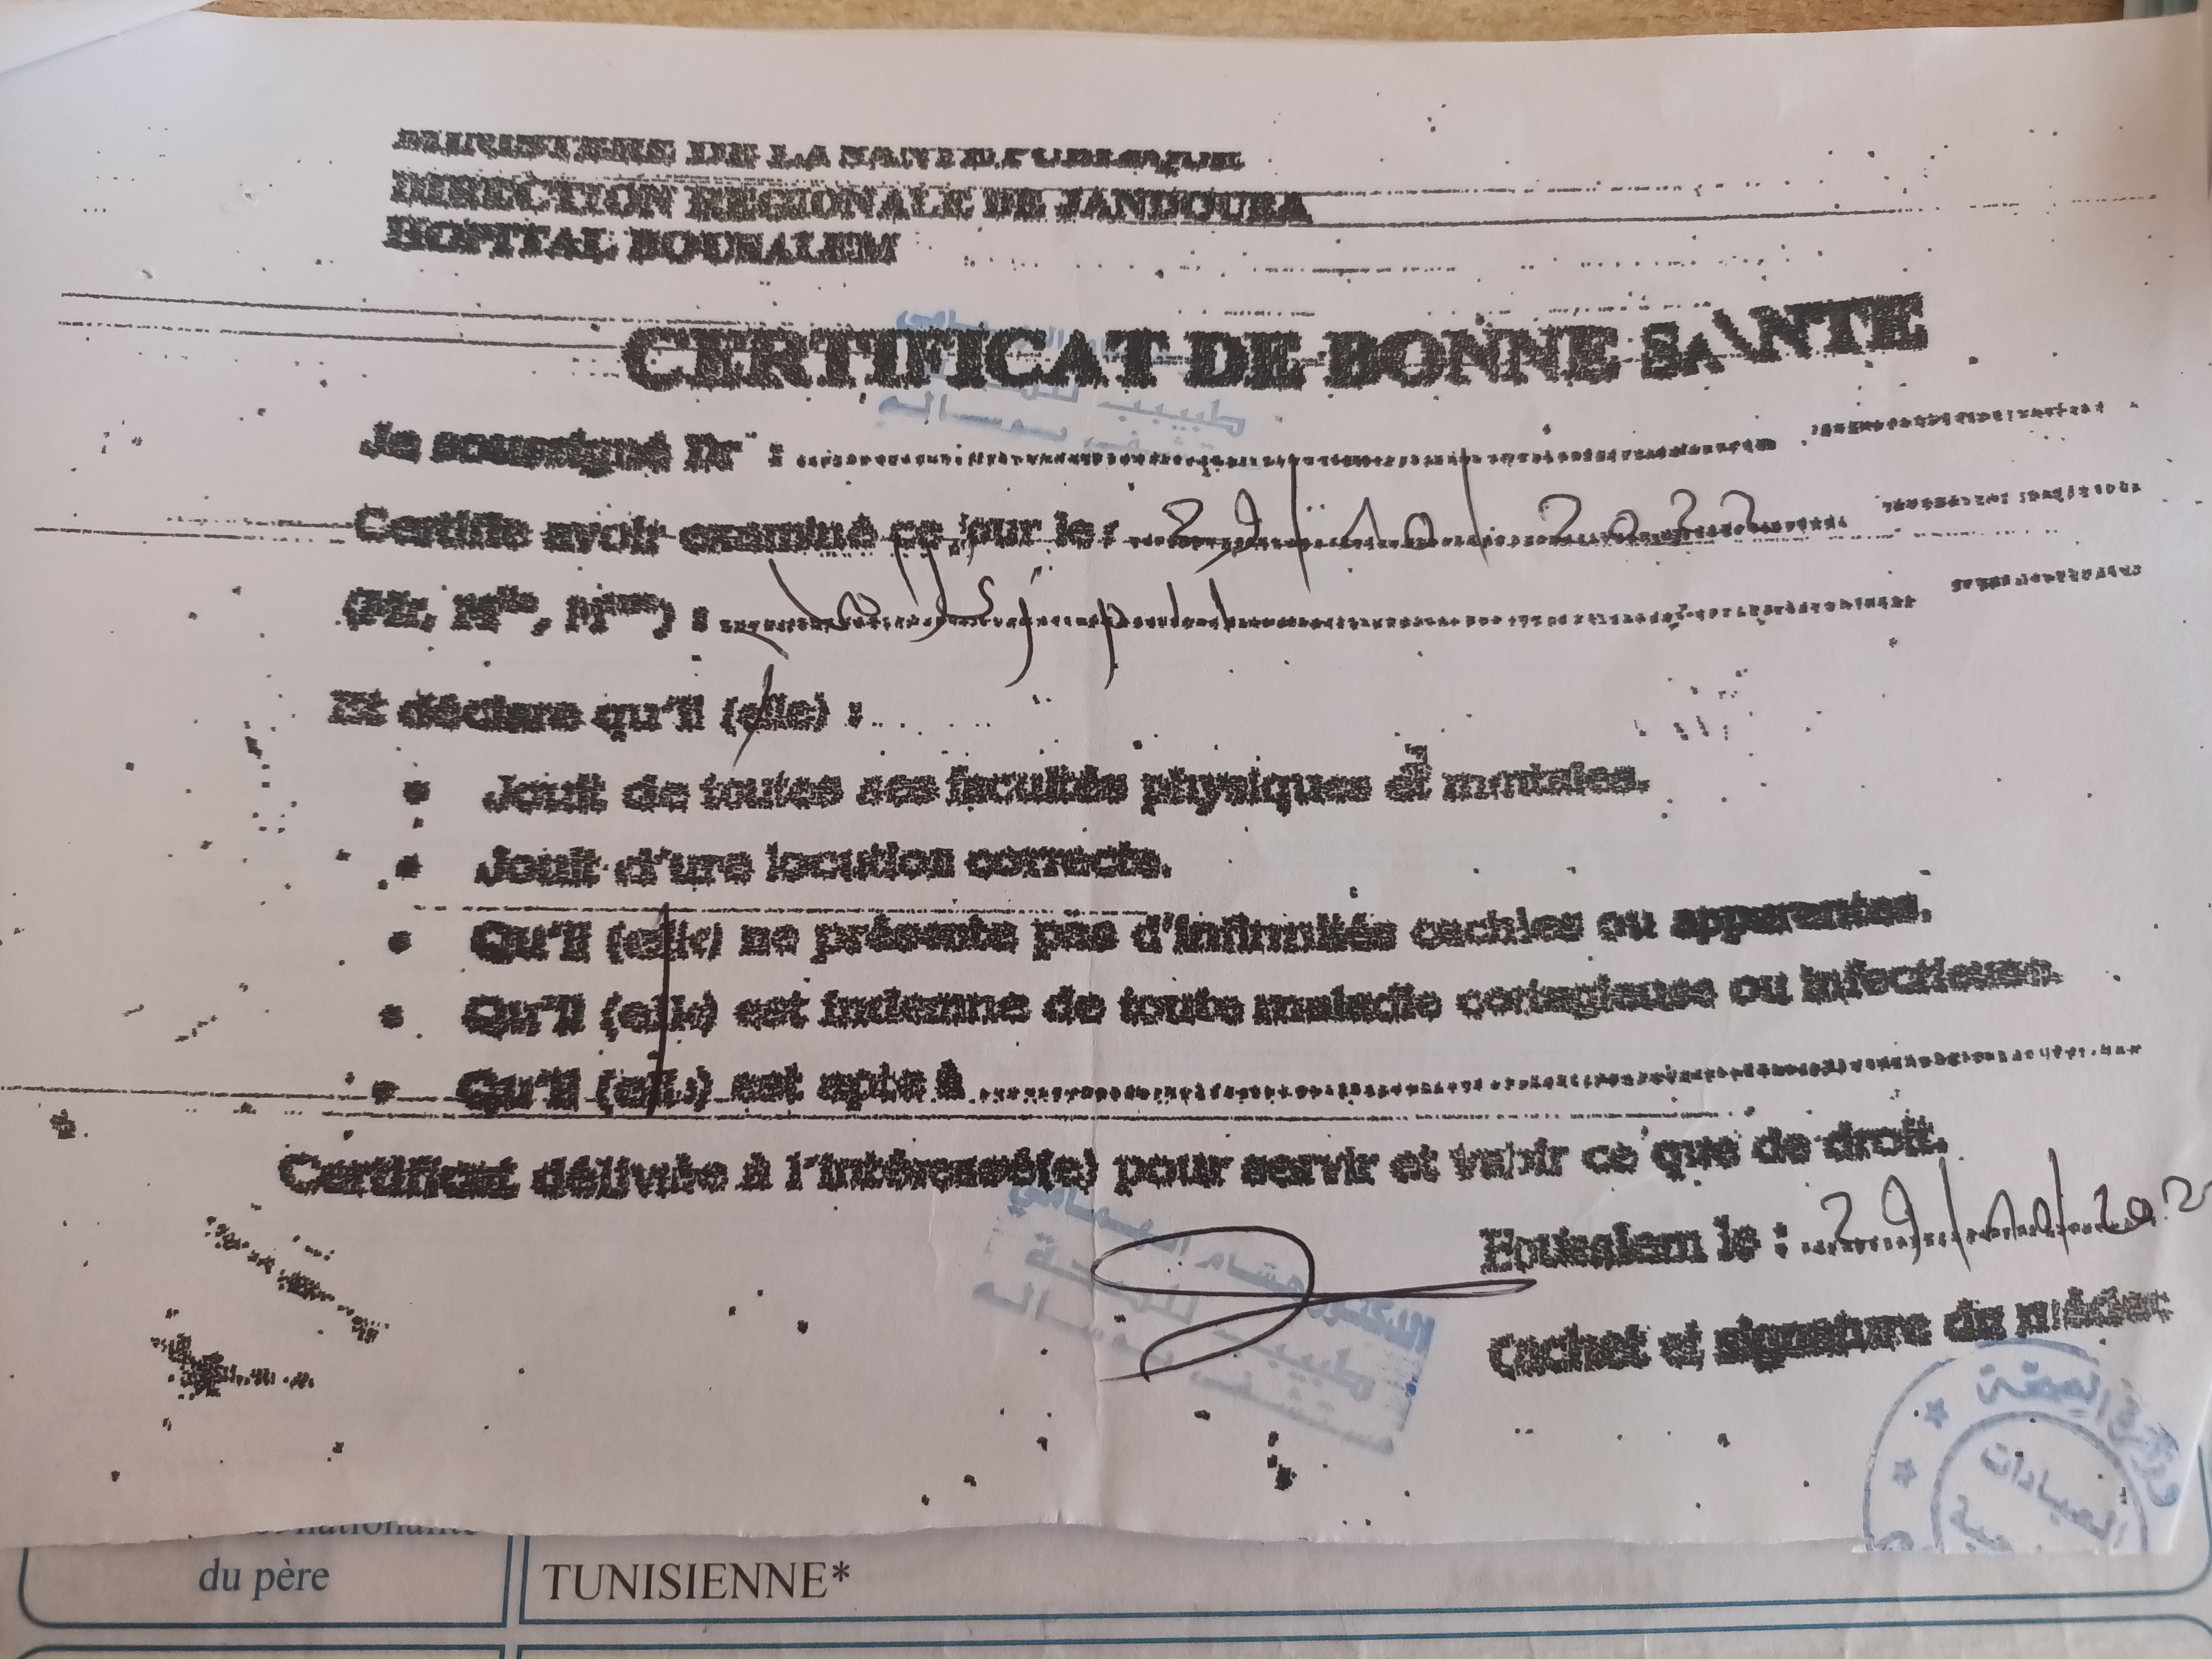 MINISTERE DE LA SANTE PUBLIQUE
DIRECTION REGIONALE DE JANDOUBA
HOPITAL BOUSALEM
CERTIFICAT DE BONNE SANTE
Je soussigné Dr :
Certifie avoir examiné ce jour le : 29/10/2022
(Mr, Melle, Mme) :
Et déclare qu'il (elle) :
• Jouit de toutes ses facultés physiques et mentales.
• Jouit d'une locution correcte.
• Qu'il (elle) ne présente pas d'infirmités cachées ou apparentes.
• Qu'il (elle) est indemne de toute maladie contagieuse ou infectieuse.
• Qu'il (elle) est apte à
Certificat délivrée à l'intéressé(e) pour servir et valoir ce que de droit.
Bousalem le : 29/10/202
Cachet et signature du médec
du père
TUNISIENNE*